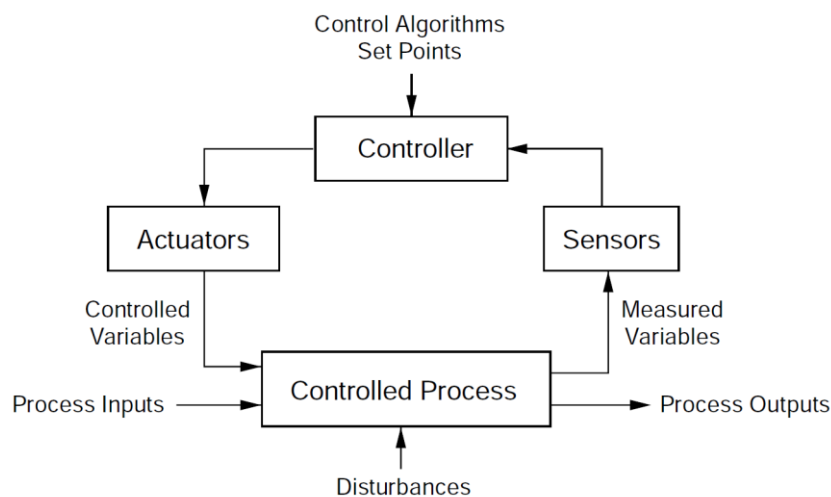 Control Algorithms
Set Points
Controller
Actuators
Sensors
Controlled
Variables
Measured
Variables
Controlled Process
Process Inputs
Process Outputs
Disturbances